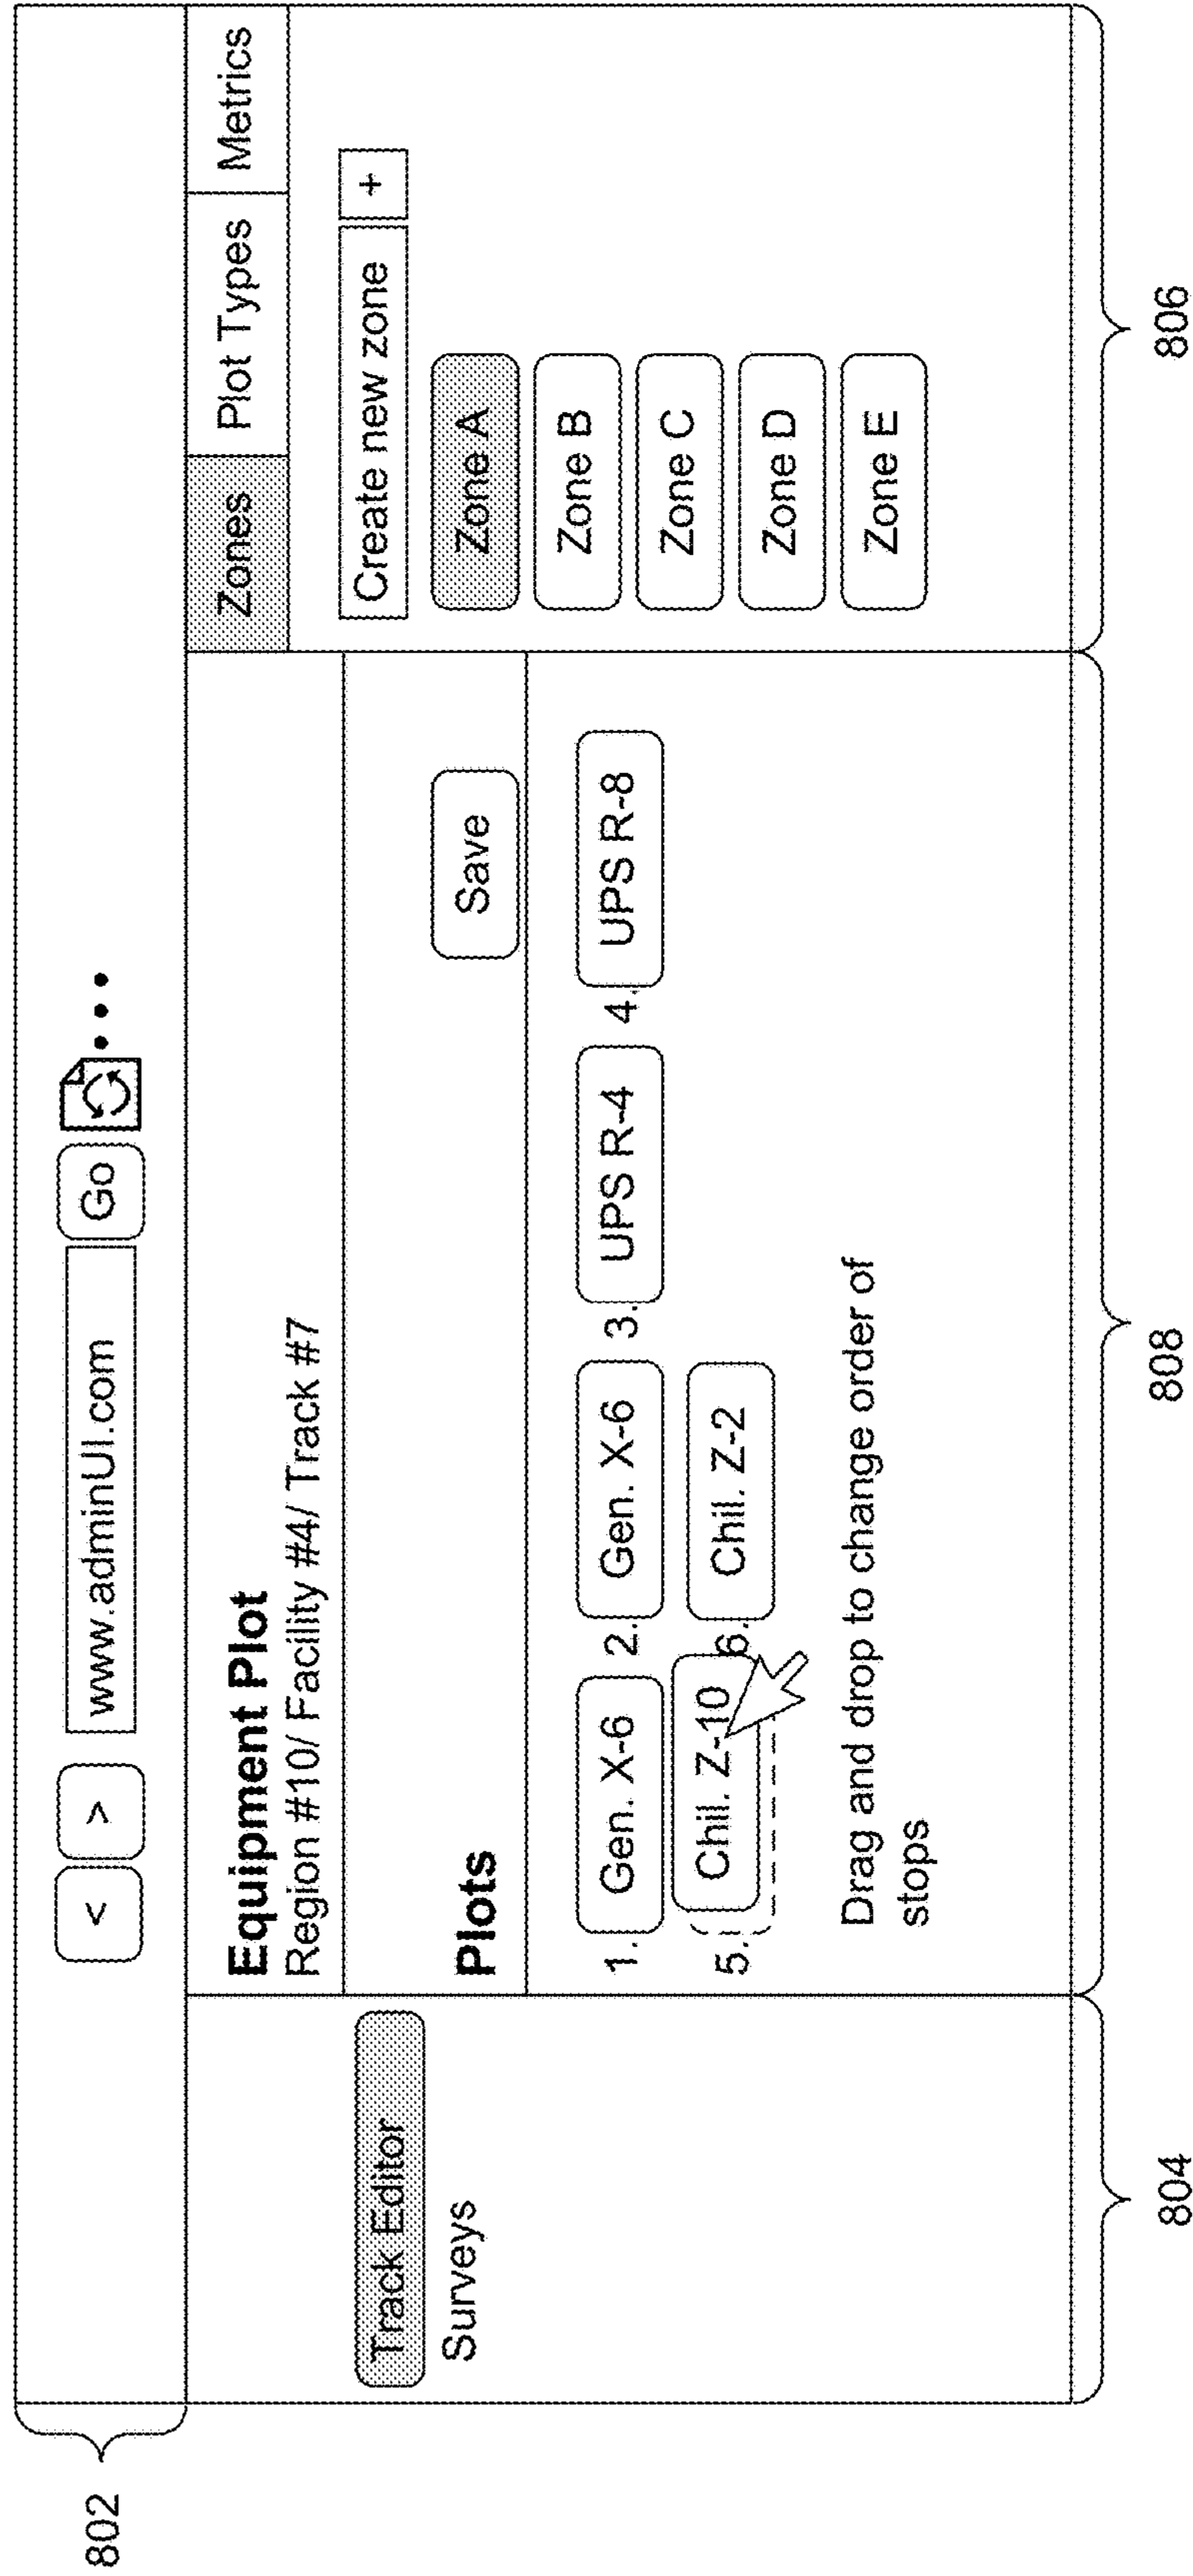 802
< > www.adminUI.com Go
Track Editor
Surveys
Equipment Plot
Region #10/ Facility #4/ Track #7
Plots
Save
1. Gen. X-6 2. Gen. X-6 3. UPS R-4 4. UPS R-8
5. Chil. Z-10 6. Chil. Z-2
Drag and drop to change order of
stops
Zones Plot Types Metrics
Create new zone +
Zone A
Zone B
Zone C
Zone D
Zone E
804 808 806